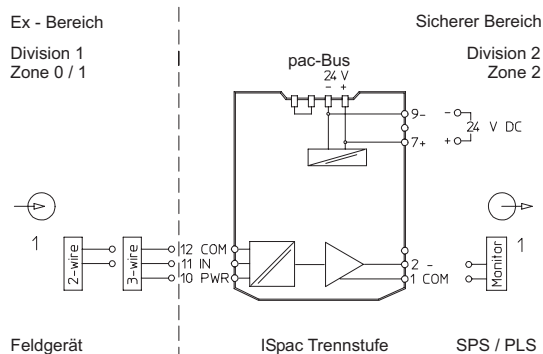 Ex - Bereich
Sicherer Bereich
Division 1
Zone 0 / 1
Division 2
Zone 2
pac-Bus
24 V
- +
9-
7+
-
+
24 V DC
1
2-wire
3-wire
12 COM
11 IN
10 PWR
2 -
1 COM
Monitor
1
Feldgerät
ISpac Trennstufe
SPS / PLS